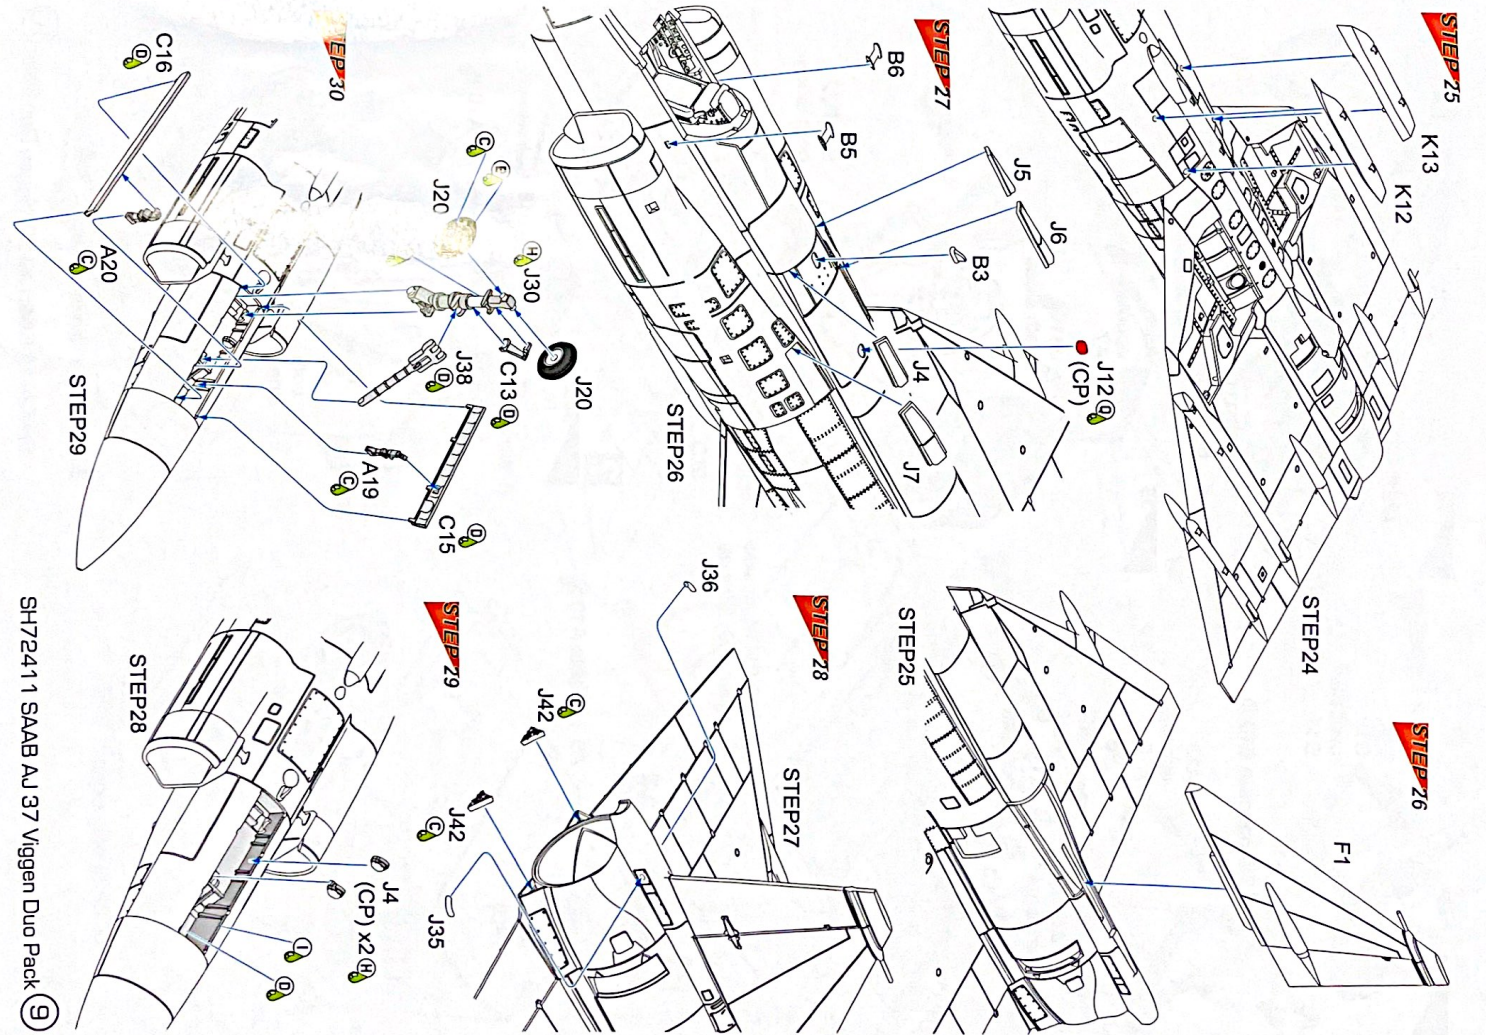 STEP 25
K13
K12
STEP24
STEP 26
F1
STEP25
STEP 27
B6
B5
J5
J6
B3
J12 Q
(CP)
J4
J7
STEP26
STEP 28
J36
STEP27
C
J42
J42
C
J35
EP 30
C16
D
C
E
J20
H J30
J20
C13 D
J38
D
A20
C
A19
C
D
C15
STEP29
STEP 29
STEP28
J4
(CP) x2 H
I
D
SH72411 SAAB AJ 37 Viggen Duo Pack 9